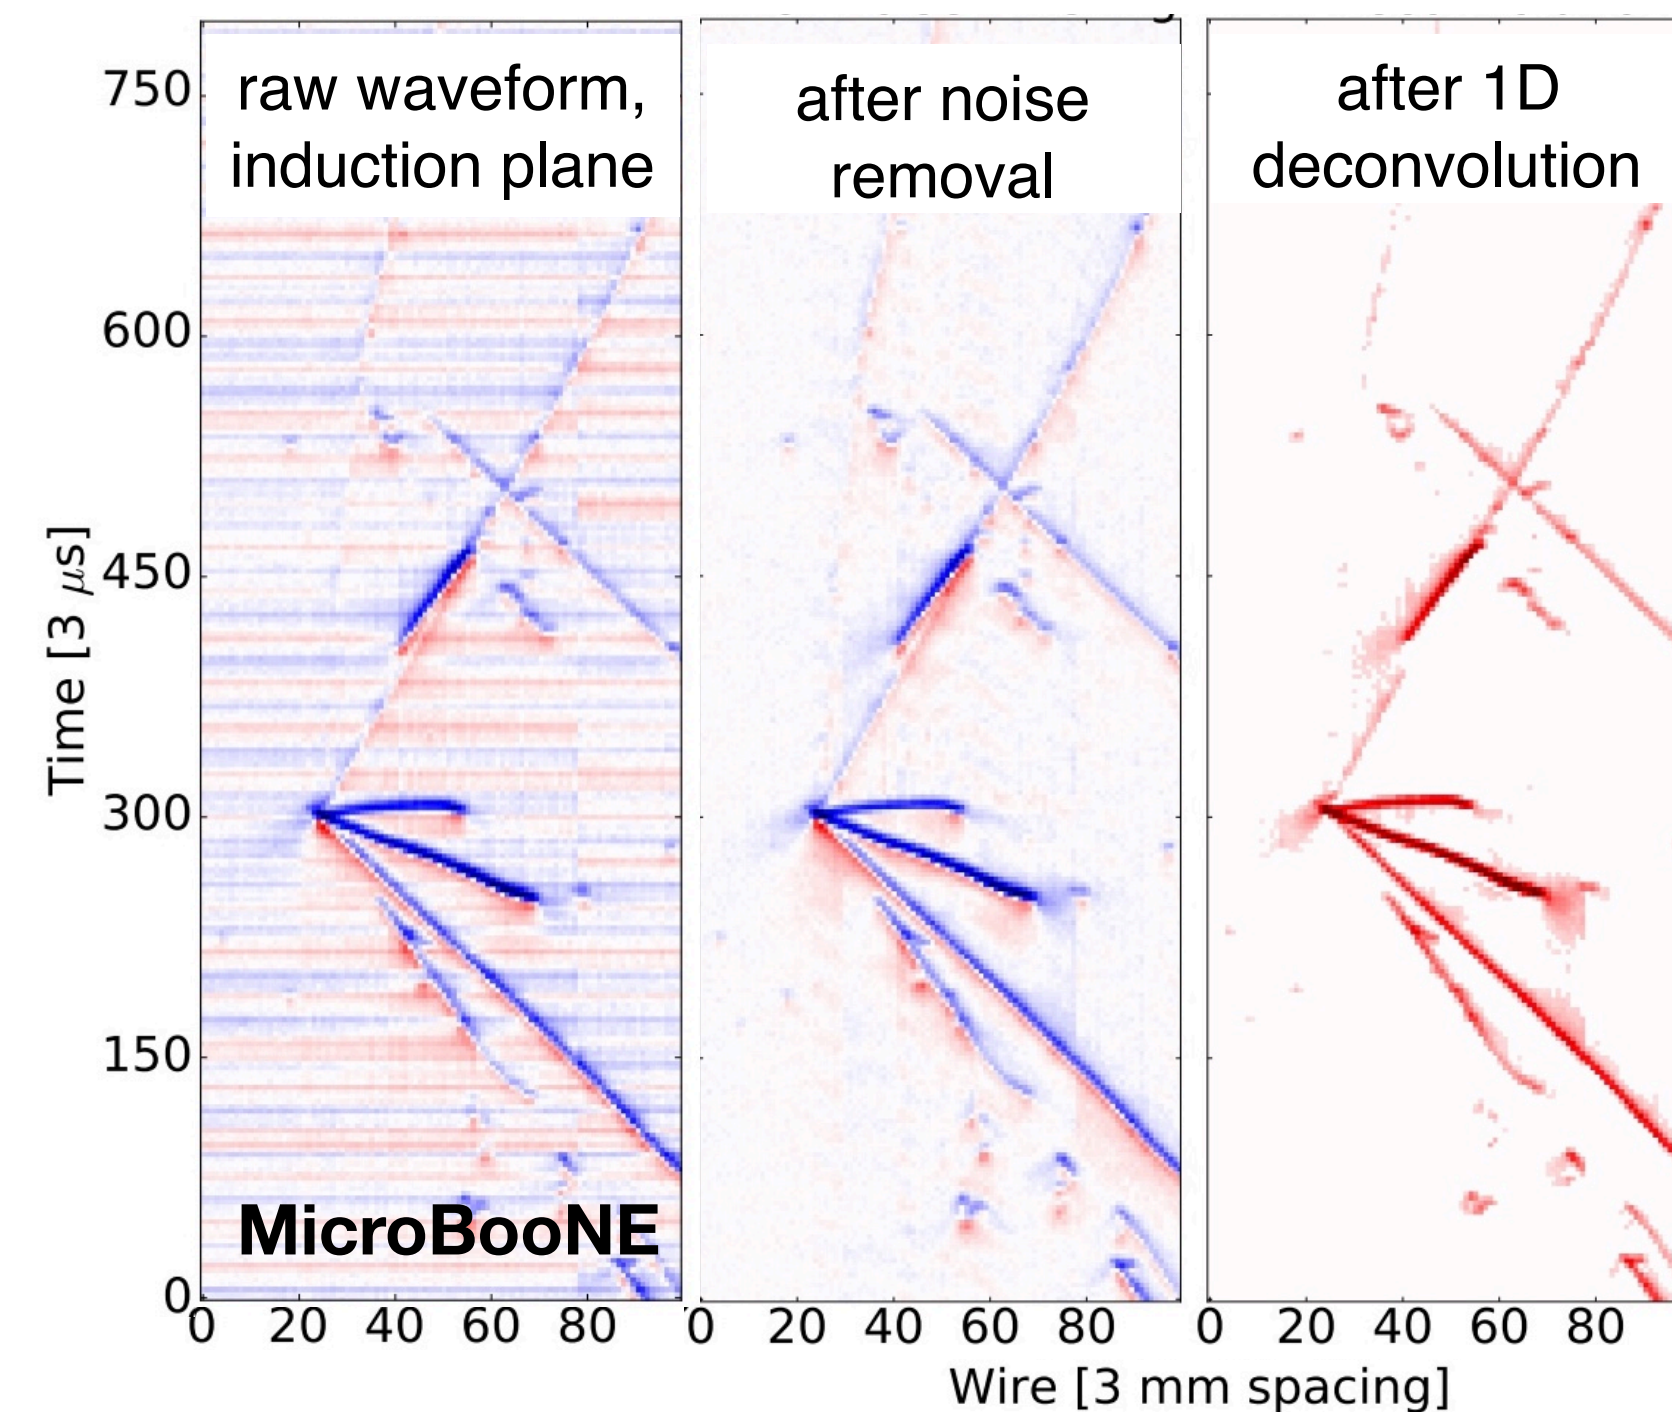 raw waveform,
induction plane
after noise
removal
after 1D
deconvolution
750
600
450
300
150
0
Time [3 μs]
MicroBooNE
0 20 40 60 80
0 20 40 60 80
0 20 40 60 80
Wire [3 mm spacing]